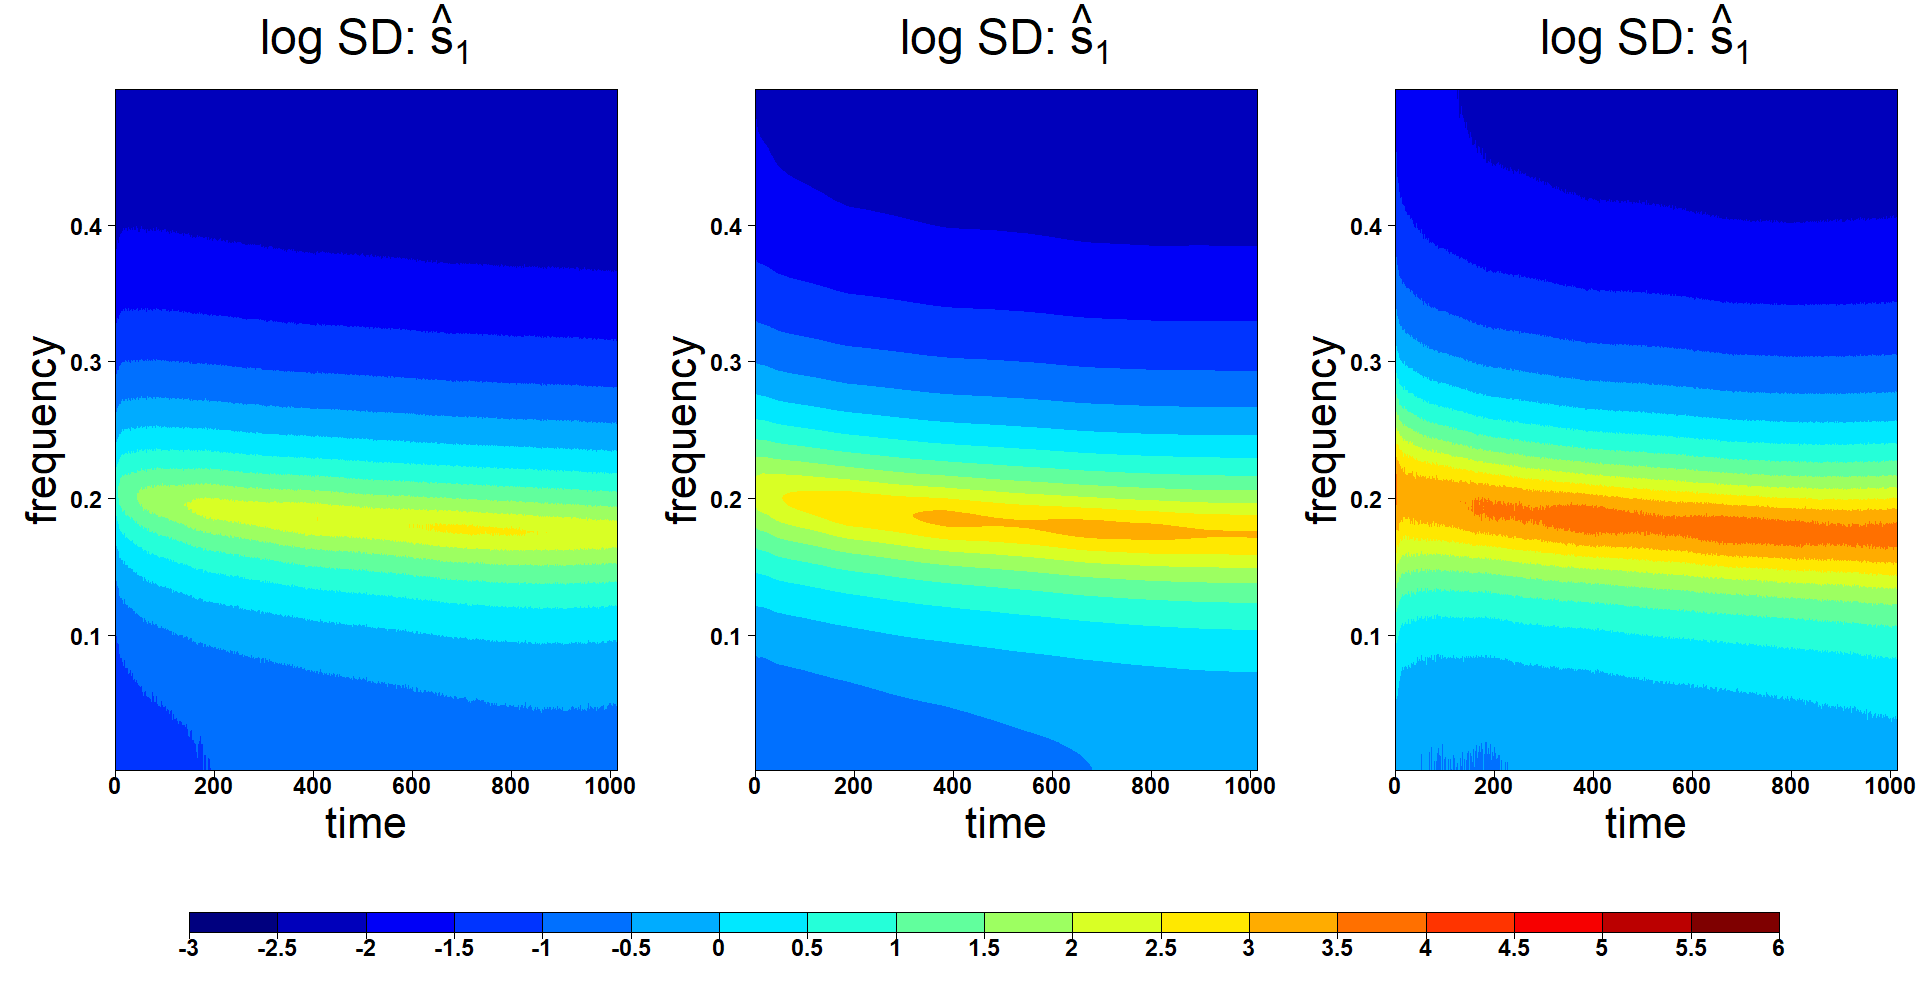 log SD: ŝ₁ log SD: ŝ₁ log SD: ŝ₁
frequency frequency frequency
0.4 0.4 0.4
0.3 0.3 0.3
0.2 0.2 0.2
0.1 0.1 0.1
0 200 400 600 800 1000 0 200 400 600 800 1000 0 200 400 600 800 1000
time time time
-3 -2.5 -2 -1.5 -1 -0.5 0 0.5 1 1.5 2 2.5 3 3.5 4 4.5 5 5.5 6